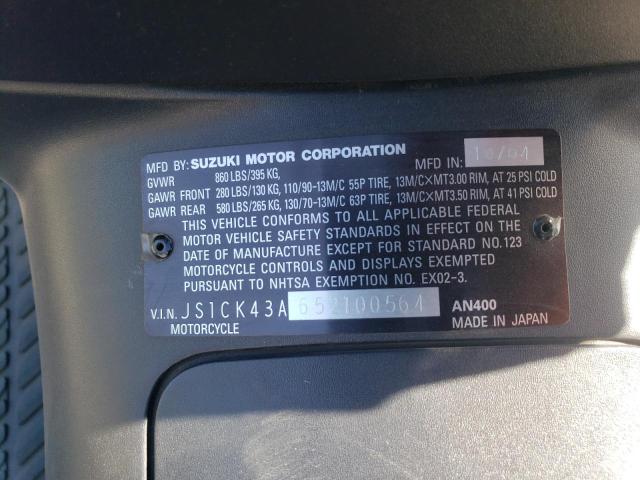 MFD BY: SUZUKI MOTOR CORPORATION MFD IN: 10/04
GVWR 860 LBS/395 KG,
GAWR FRONT 280 LBS/130 KG, 110/90-13M/C 55P TIRE, 13M/C×MT3.00 RIM, AT 25 PSI COLD
GAWR REAR 580 LBS/265 KG, 130/70-13M/C 63P TIRE, 13M/C×MT3.50 RIM, AT 41 PSI COLD
THIS VEHICLE CONFORMS TO ALL APPLICABLE FEDERAL
MOTOR VEHICLE SAFETY STANDARDS IN EFFECT ON THE
DATE OF MANUFACTURE EXCEPT FOR STANDARD NO.123
MOTORCYCLE CONTROLS AND DISPLAYS EXEMPTED
PURSUANT TO NHTSA EXEMPTION NO. EX02-3.
V.I.N. JS1CK43A652100564 AN400
MOTORCYCLE MADE IN JAPAN